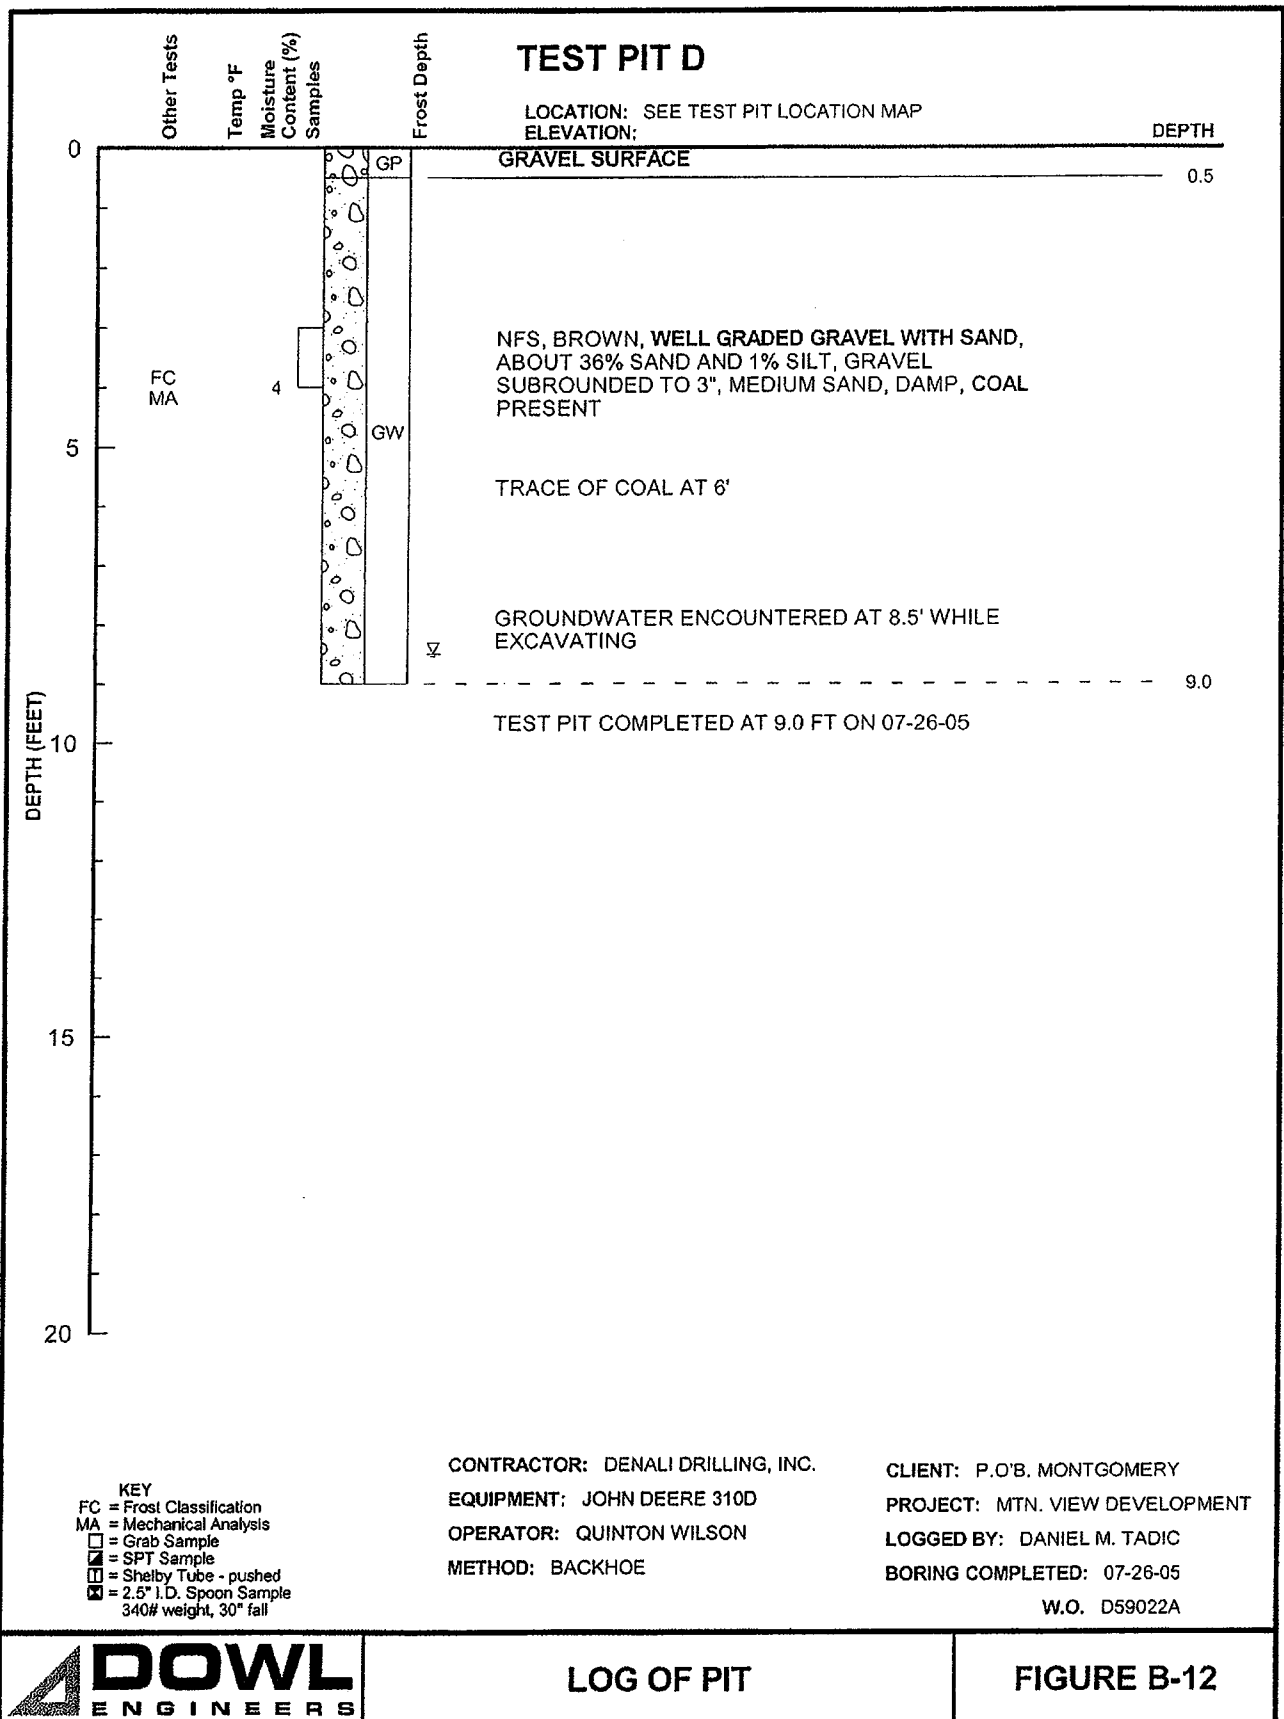 Other Tests
Temp °F
Moisture
Content (%)
Samples
Frost Depth
TEST PIT D
LOCATION: SEE TEST PIT LOCATION MAP
ELEVATION:
DEPTH
0
GP
GRAVEL SURFACE
0.5
NFS, BROWN, WELL GRADED GRAVEL WITH SAND,
ABOUT 36% SAND AND 1% SILT, GRAVEL
SUBROUNDED TO 3", MEDIUM SAND, DAMP, COAL
PRESENT
FC
MA
4
GW
5
TRACE OF COAL AT 6'
GROUNDWATER ENCOUNTERED AT 8.5' WHILE
EXCAVATING
9.0
TEST PIT COMPLETED AT 9.0 FT ON 07-26-05
DEPTH (FEET)
10
15
20
KEY
FC = Frost Classification
MA = Mechanical Analysis
= Grab Sample
= SPT Sample
= Shelby Tube - pushed
= 2.5" I.D. Spoon Sample
340# weight, 30" fall
CONTRACTOR: DENALI DRILLING, INC.
EQUIPMENT: JOHN DEERE 310D
OPERATOR: QUINTON WILSON
METHOD: BACKHOE
CLIENT: P.O'B. MONTGOMERY
PROJECT: MTN. VIEW DEVELOPMENT
LOGGED BY: DANIEL M. TADIC
BORING COMPLETED: 07-26-05
W.O. D59022A
DOWL
ENGINEERS
LOG OF PIT
FIGURE B-12